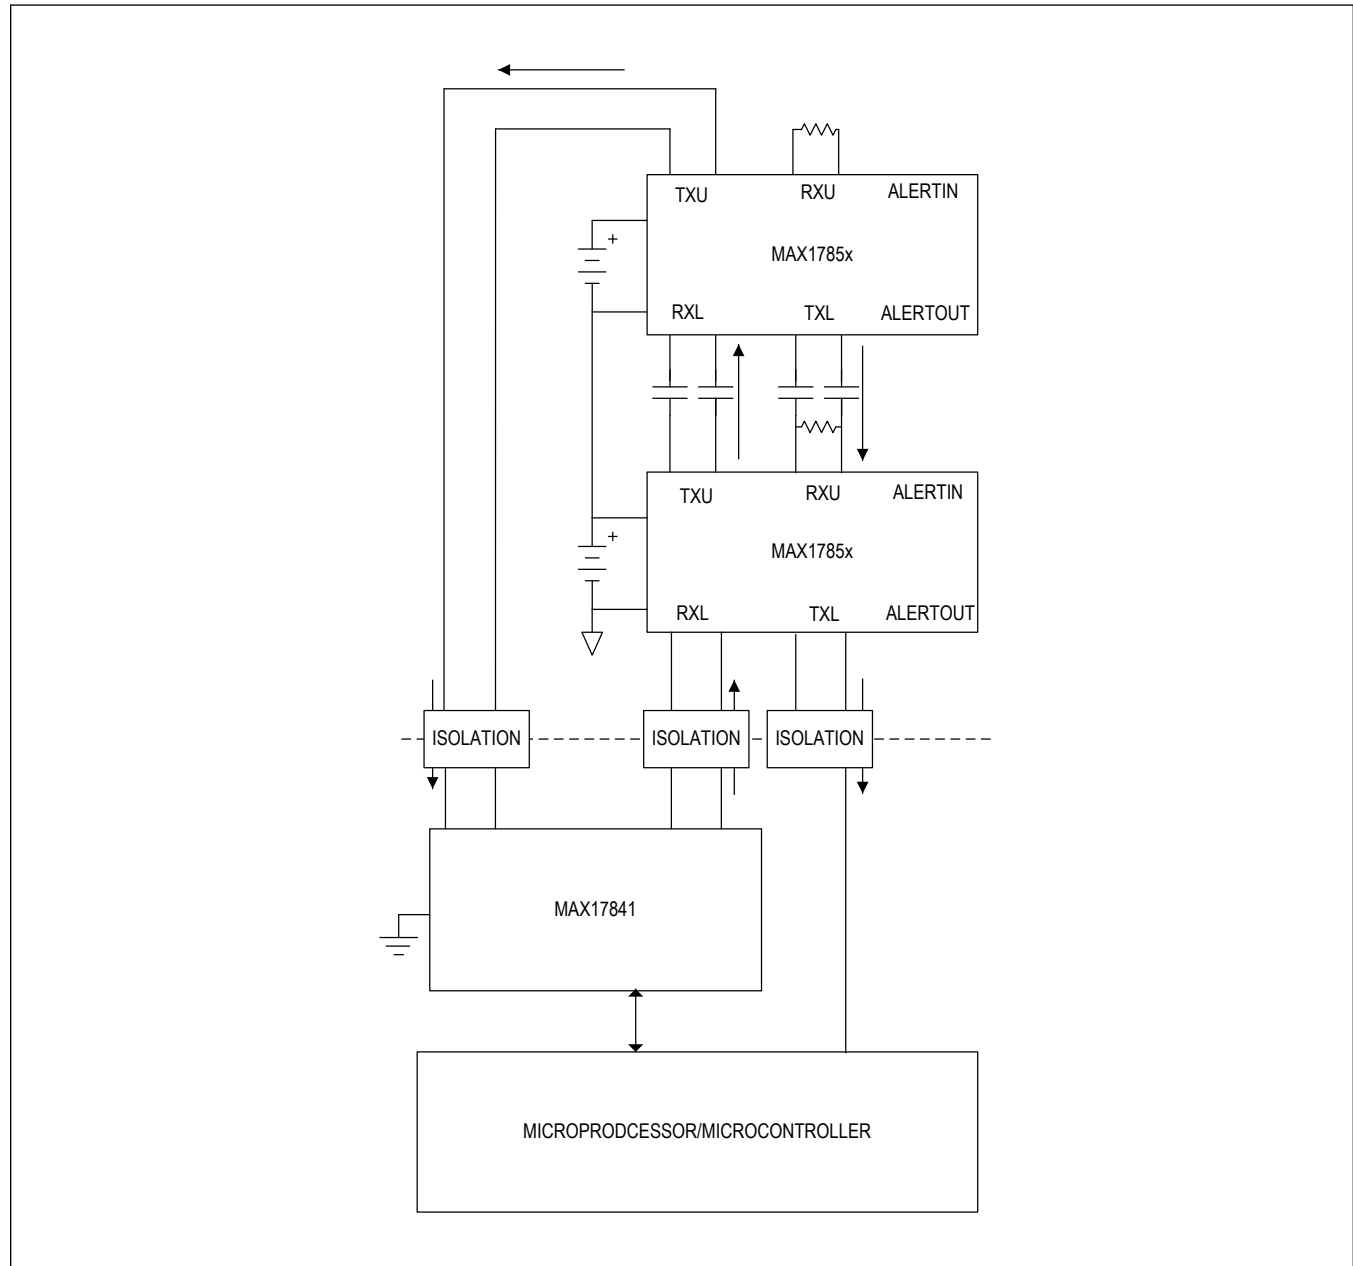 TXU RXU ALERTIN
+
MAX1785x
RXL TXL ALERTOUT
TXU RXU ALERTIN
+
MAX1785x
RXL TXL ALERTOUT
ISOLATION ISOLATION ISOLATION
MAX17841
MICROPRODCESSOR/MICROCONTROLLER